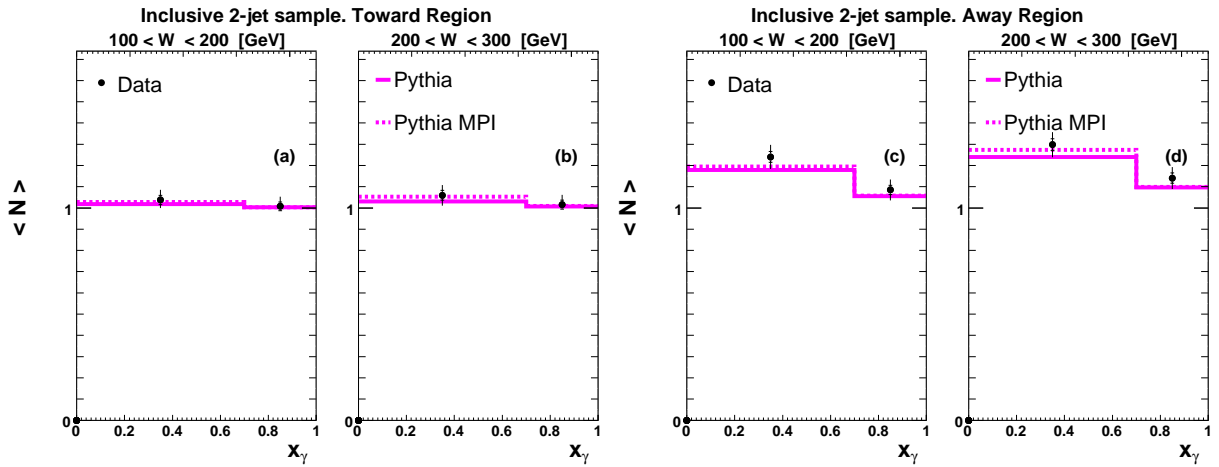 Inclusive 2-jet sample. Toward Region
100 < W < 200 [GeV]
200 < W < 300 [GeV]
Data
Pythia
Pythia MPI
(a)
(b)
< N >
1
0
0 0.2 0.4 0.6 0.8 1
0 0.2 0.4 0.6 0.8 1
xγ
xγ
Inclusive 2-jet sample. Away Region
100 < W < 200 [GeV]
200 < W < 300 [GeV]
Data
Pythia
Pythia MPI
(c)
(d)
< N >
1
0
0 0.2 0.4 0.6 0.8 1
0 0.2 0.4 0.6 0.8 1
xγ
xγ